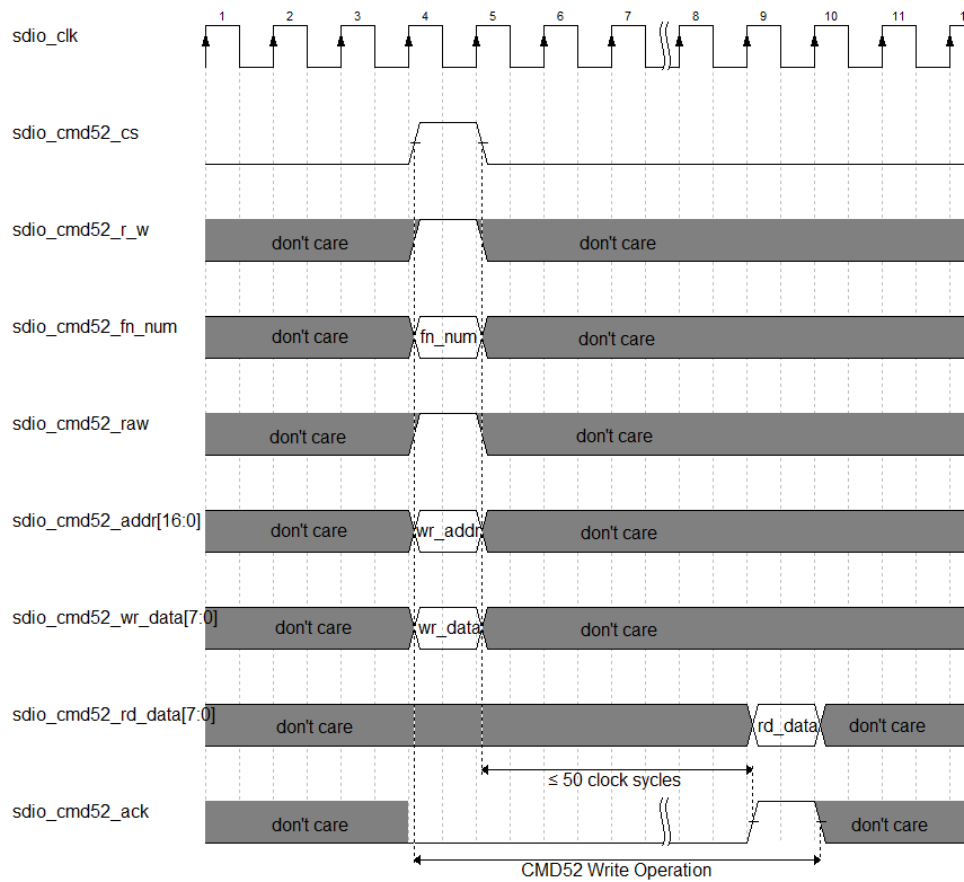 1 2 3 4 5 6 7 8 9 10 11 1
sdio_clk
sdio_cmd52_cs
sdio_cmd52_r_w
don't care don't care
sdio_cmd52_fn_num
don't care fn_num don't care
sdio_cmd52_raw
don't care don't care
sdio_cmd52_addr[16:0]
don't care wr_addr don't care
sdio_cmd52_wr_data[7:0]
don't care wr_data don't care
sdio_cmd52_rd_data[7:0]
don't care rd_data don't care
≤ 50 clock sycles
sdio_cmd52_ack
don't care don't care
CMD52 Write Operation